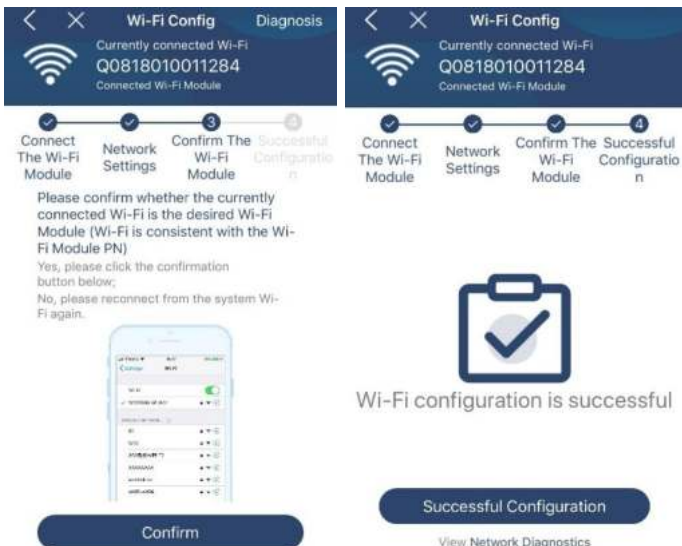 Wi-Fi Config
Diagnosis
Currently connected Wi-Fi
Q0818010011284
Connected Wi-Fi Module
Connect
The Wi-Fi
Module
Network
Settings
3
Confirm The
Wi-Fi
Module
4
Successful
Configuratio
n
Please confirm whether the currently
connected Wi-Fi is the desired Wi-Fi
Module (Wi-Fi is consistent with the Wi-
Fi Module PN)
Yes, please click the confirmation
button below;
No, please reconnect from the system Wi-
Fi again.
Confirm
Wi-Fi Config
Currently connected Wi-Fi
Q0818010011284
Connected Wi-Fi Module
Connect
The Wi-Fi
Module
Network
Settings
Confirm The
Wi-Fi
Module
4
Successful
Configuratio
n
Wi-Fi configuration is successful
Successful Configuration
View Network Diagnostics